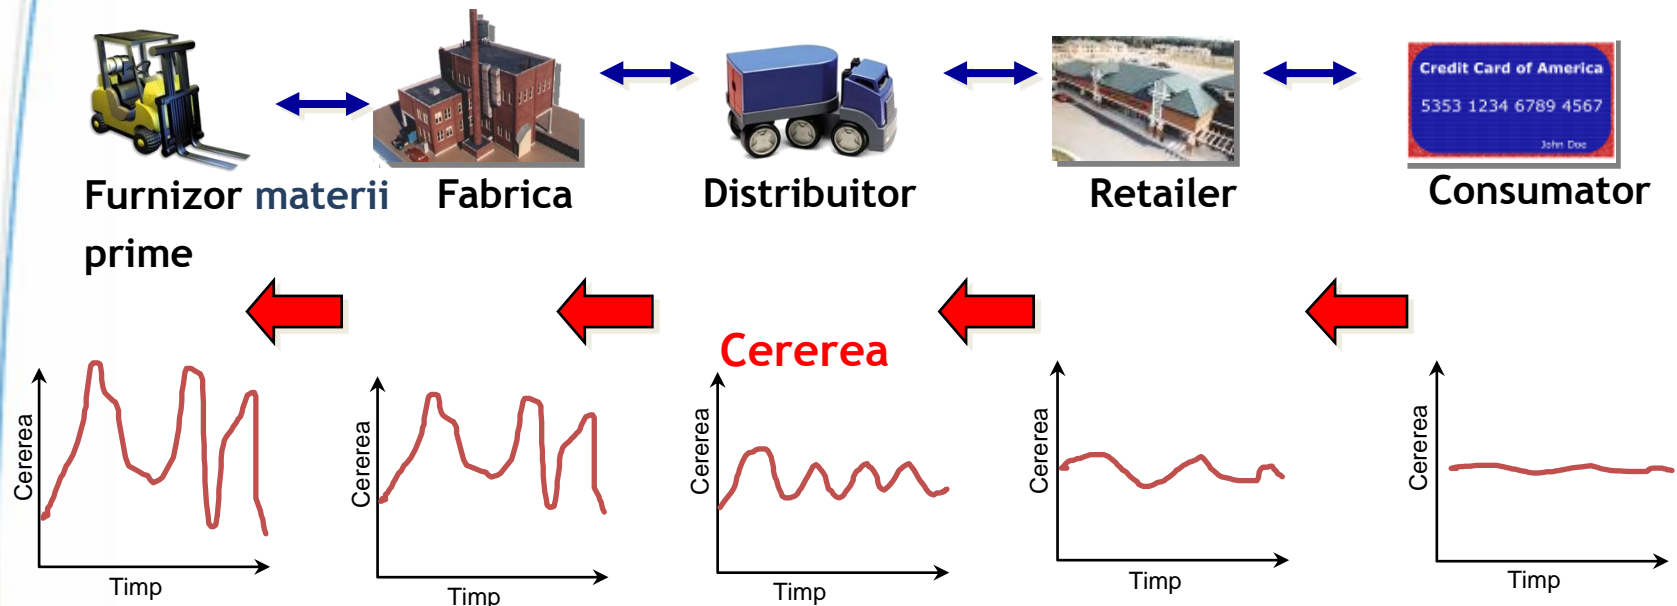 Credit Card of America
5353 1234 6789 4567
John Doe
Furnizor materii
prime
Fabrica
Distribuitor
Retailer
Consumator
Cererea
Cererea
Timp
Cererea
Timp
Cererea
Timp
Cererea
Timp
Cererea
Timp